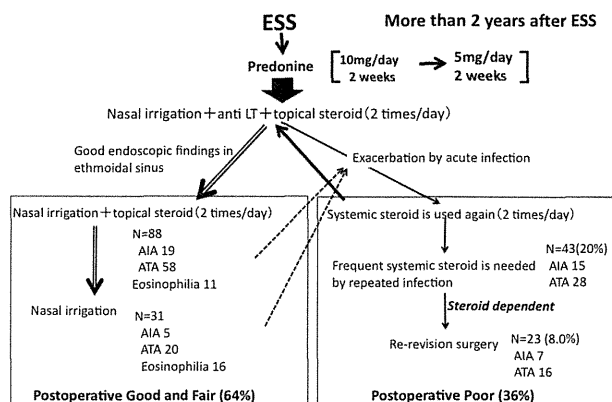 ESS
More than 2 years after ESS
Predonine
10mg/day → 5mg/day
2 weeks 2 weeks
Nasal irrigation+anti LT+topical steroid(2 times/day)
Good endoscopic findings in
ethmoidal sinus
Exacerbation by acute infection
Nasal irrigation+topical steroid(2 times/day)
N=88
AIA 19
ATA 58
Eosinophilia 11
Nasal irrigation
N=31
AIA 5
ATA 20
Eosinophilia 16
Postoperative Good and Fair (64%)
Systemic steroid is used again(2 times/day)
N=43(20%)
AIA 15
ATA 28
Frequent systemic steroid is needed
by repeated infection
Steroid dependent
Re-revision surgery
N=23 (8.0%)
AIA 7
ATA 16
Postoperative Poor (36%)